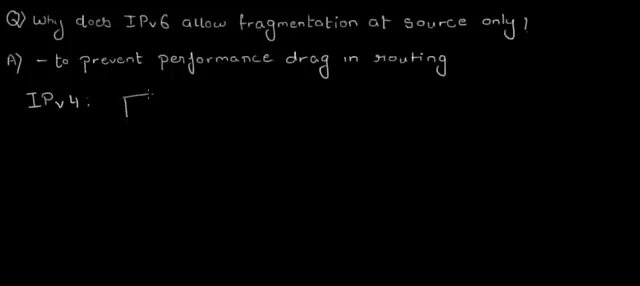 Q) Why does IPv6 allow fragmentation at source only?
A) - to prevent performance drag in routing
IPv4: